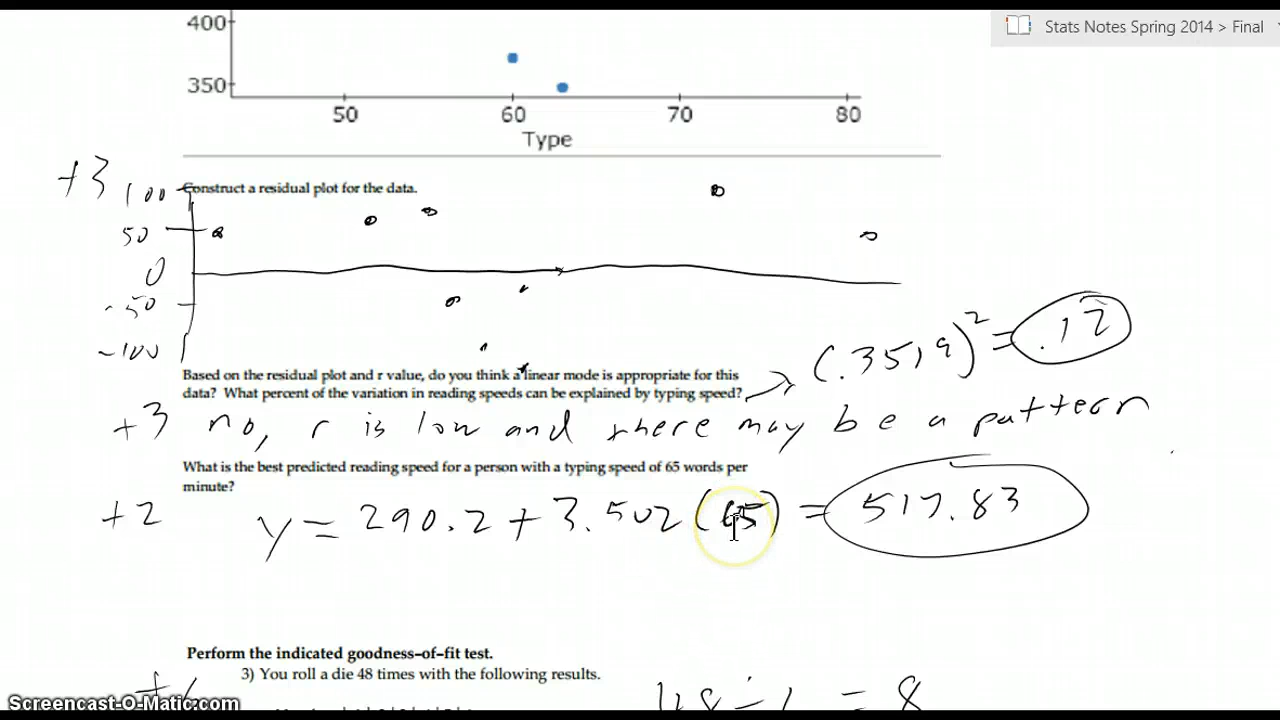 400
Stats Notes Spring 2014 > Final
350
50 60 70 80
Type
+3
100
Construct a residual plot for the data.
50
0
-50
-100
(.3519)² = .12
Based on the residual plot and r value, do you think a linear mode is appropriate for this
data? What percent of the variation in reading speeds can be explained by typing speed?
+3 no, r is low and there may be a pattern
What is the best predicted reading speed for a person with a typing speed of 65 words per
minute?
+2 y = 290.2 + 3.502 (65) = 517.83
Perform the indicated goodness-of-fit test.
3) You roll a die 48 times with the following results.
= 8
Screencast-O-Matic.com